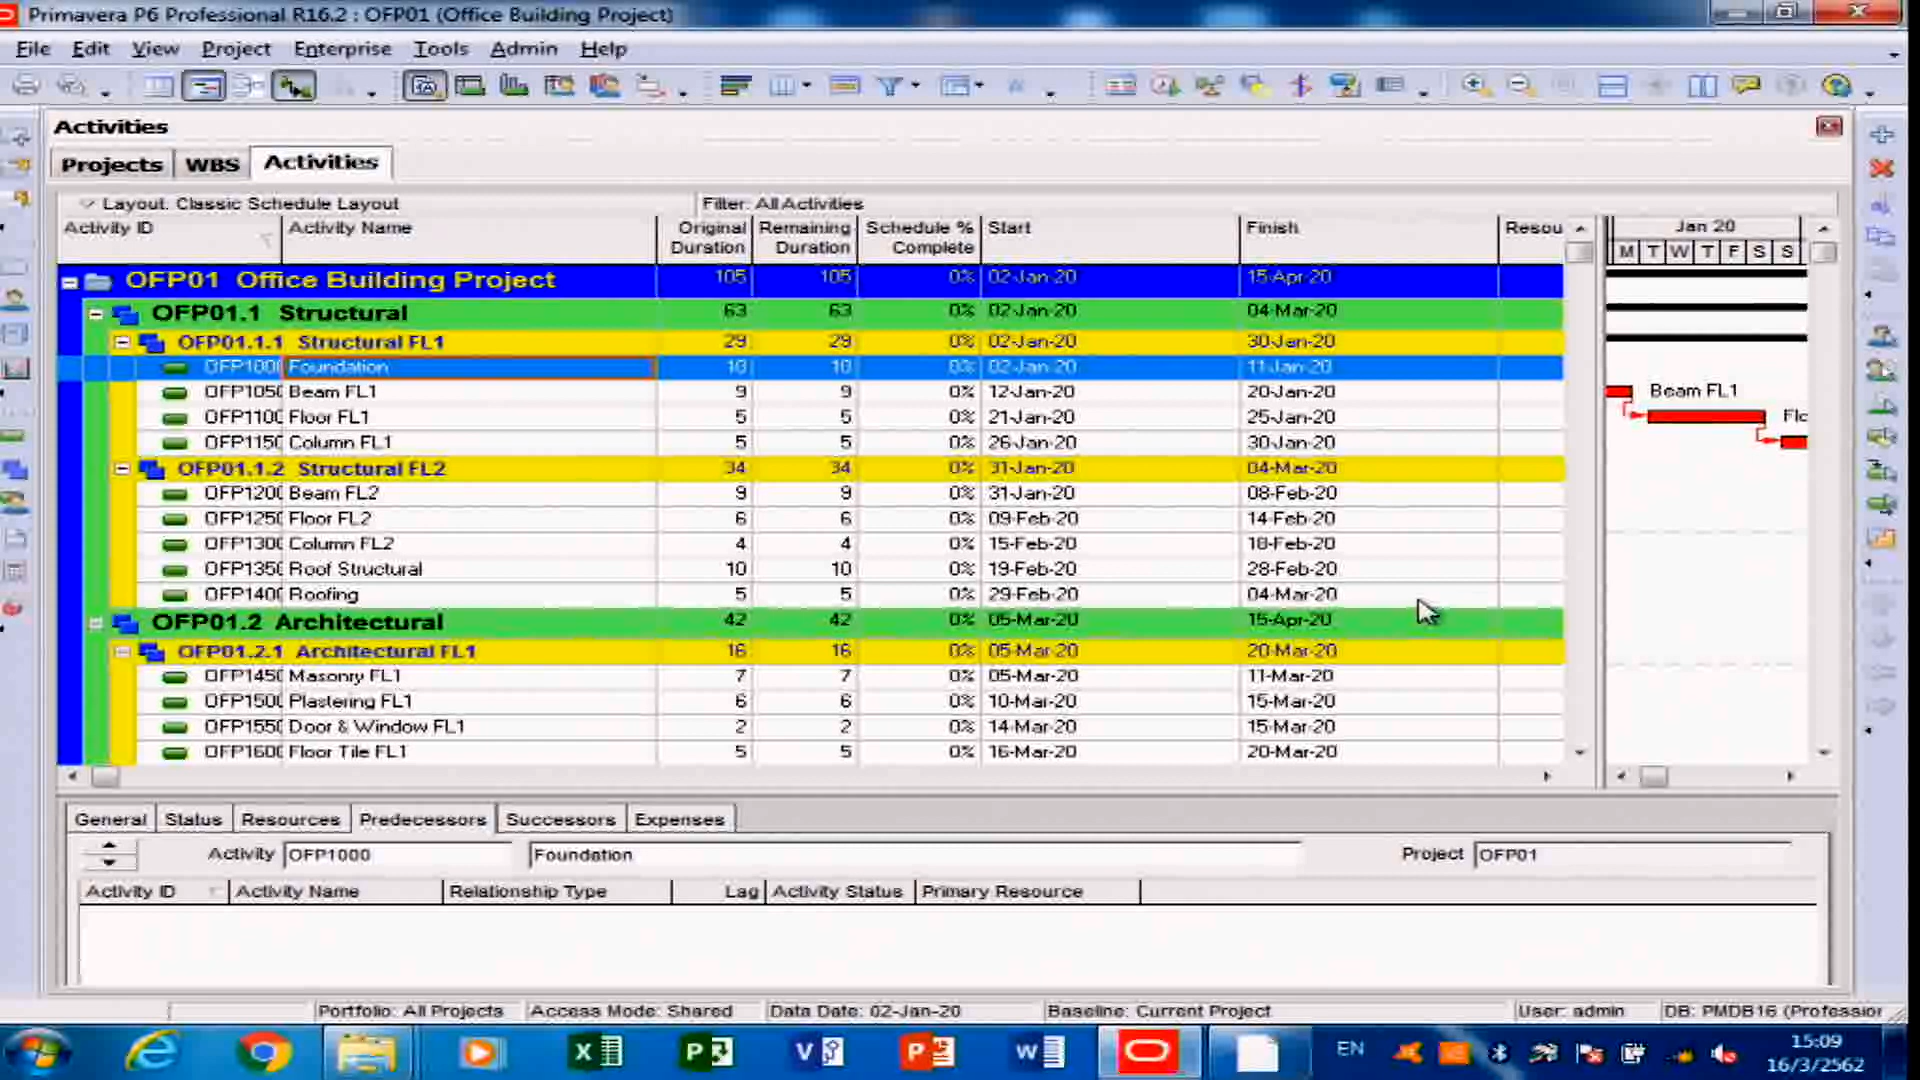 Primavera P6 Professional R16.2 : OFP01 (Office Building Project)
File Edit View Project Enterprise Tools Admin Help
Activities
Projects WBS Activities
Layout: Classic Schedule Layout Filter: All Activities
Activity ID Activity Name Original Duration Remaining Duration Schedule % Complete Start Finish Resou Jan 20
M T W T F S S
OFP01 Office Building Project 105 105 0% 02-Jan-20 15-Apr-20
OFP01.1 Structural 63 63 0% 02-Jan-20 04-Mar-20
OFP01.1.1 Structural FL1 29 29 0% 02-Jan-20 30-Jan-20
OFP1000 Foundation 10 10 0% 02-Jan-20 11-Jan-20
OFP1050 Beam FL1 9 9 0% 12-Jan-20 20-Jan-20 Beam FL1
OFP1100 Floor FL1 5 5 0% 21-Jan-20 25-Jan-20 Flo
OFP1150 Column FL1 5 5 0% 26-Jan-20 30-Jan-20
OFP01.1.2 Structural FL2 34 34 0% 31-Jan-20 04-Mar-20
OFP1200 Beam FL2 9 9 0% 31-Jan-20 08-Feb-20
OFP1250 Floor FL2 6 6 0% 09-Feb-20 14-Feb-20
OFP1300 Column FL2 4 4 0% 15-Feb-20 18-Feb-20
OFP1350 Roof Structural 10 10 0% 19-Feb-20 28-Feb-20
OFP1400 Roofing 5 5 0% 29-Feb-20 04-Mar-20
OFP01.2 Architectural 42 42 0% 05-Mar-20 15-Apr-20
OFP01.2.1 Architectural FL1 16 16 0% 05-Mar-20 20-Mar-20
OFP1450 Masonry FL1 7 7 0% 05-Mar-20 11-Mar-20
OFP1500 Plastering FL1 6 6 0% 10-Mar-20 15-Mar-20
OFP1550 Door & Window FL1 2 2 0% 14-Mar-20 15-Mar-20
OFP1600 Floor Tile FL1 5 5 0% 16-Mar-20 20-Mar-20
General Status Resources Predecessors Successors Expenses
Activity OFP1000 Foundation Project OFP01
Activity ID Activity Name Relationship Type Lag Activity Status Primary Resource
Portfolio: All Projects Access Mode: Shared Data Date: 02-Jan-20 Baseline: Current Project User: admin DB: PMDB16 (Profession
EN 15:09
16/3/2562